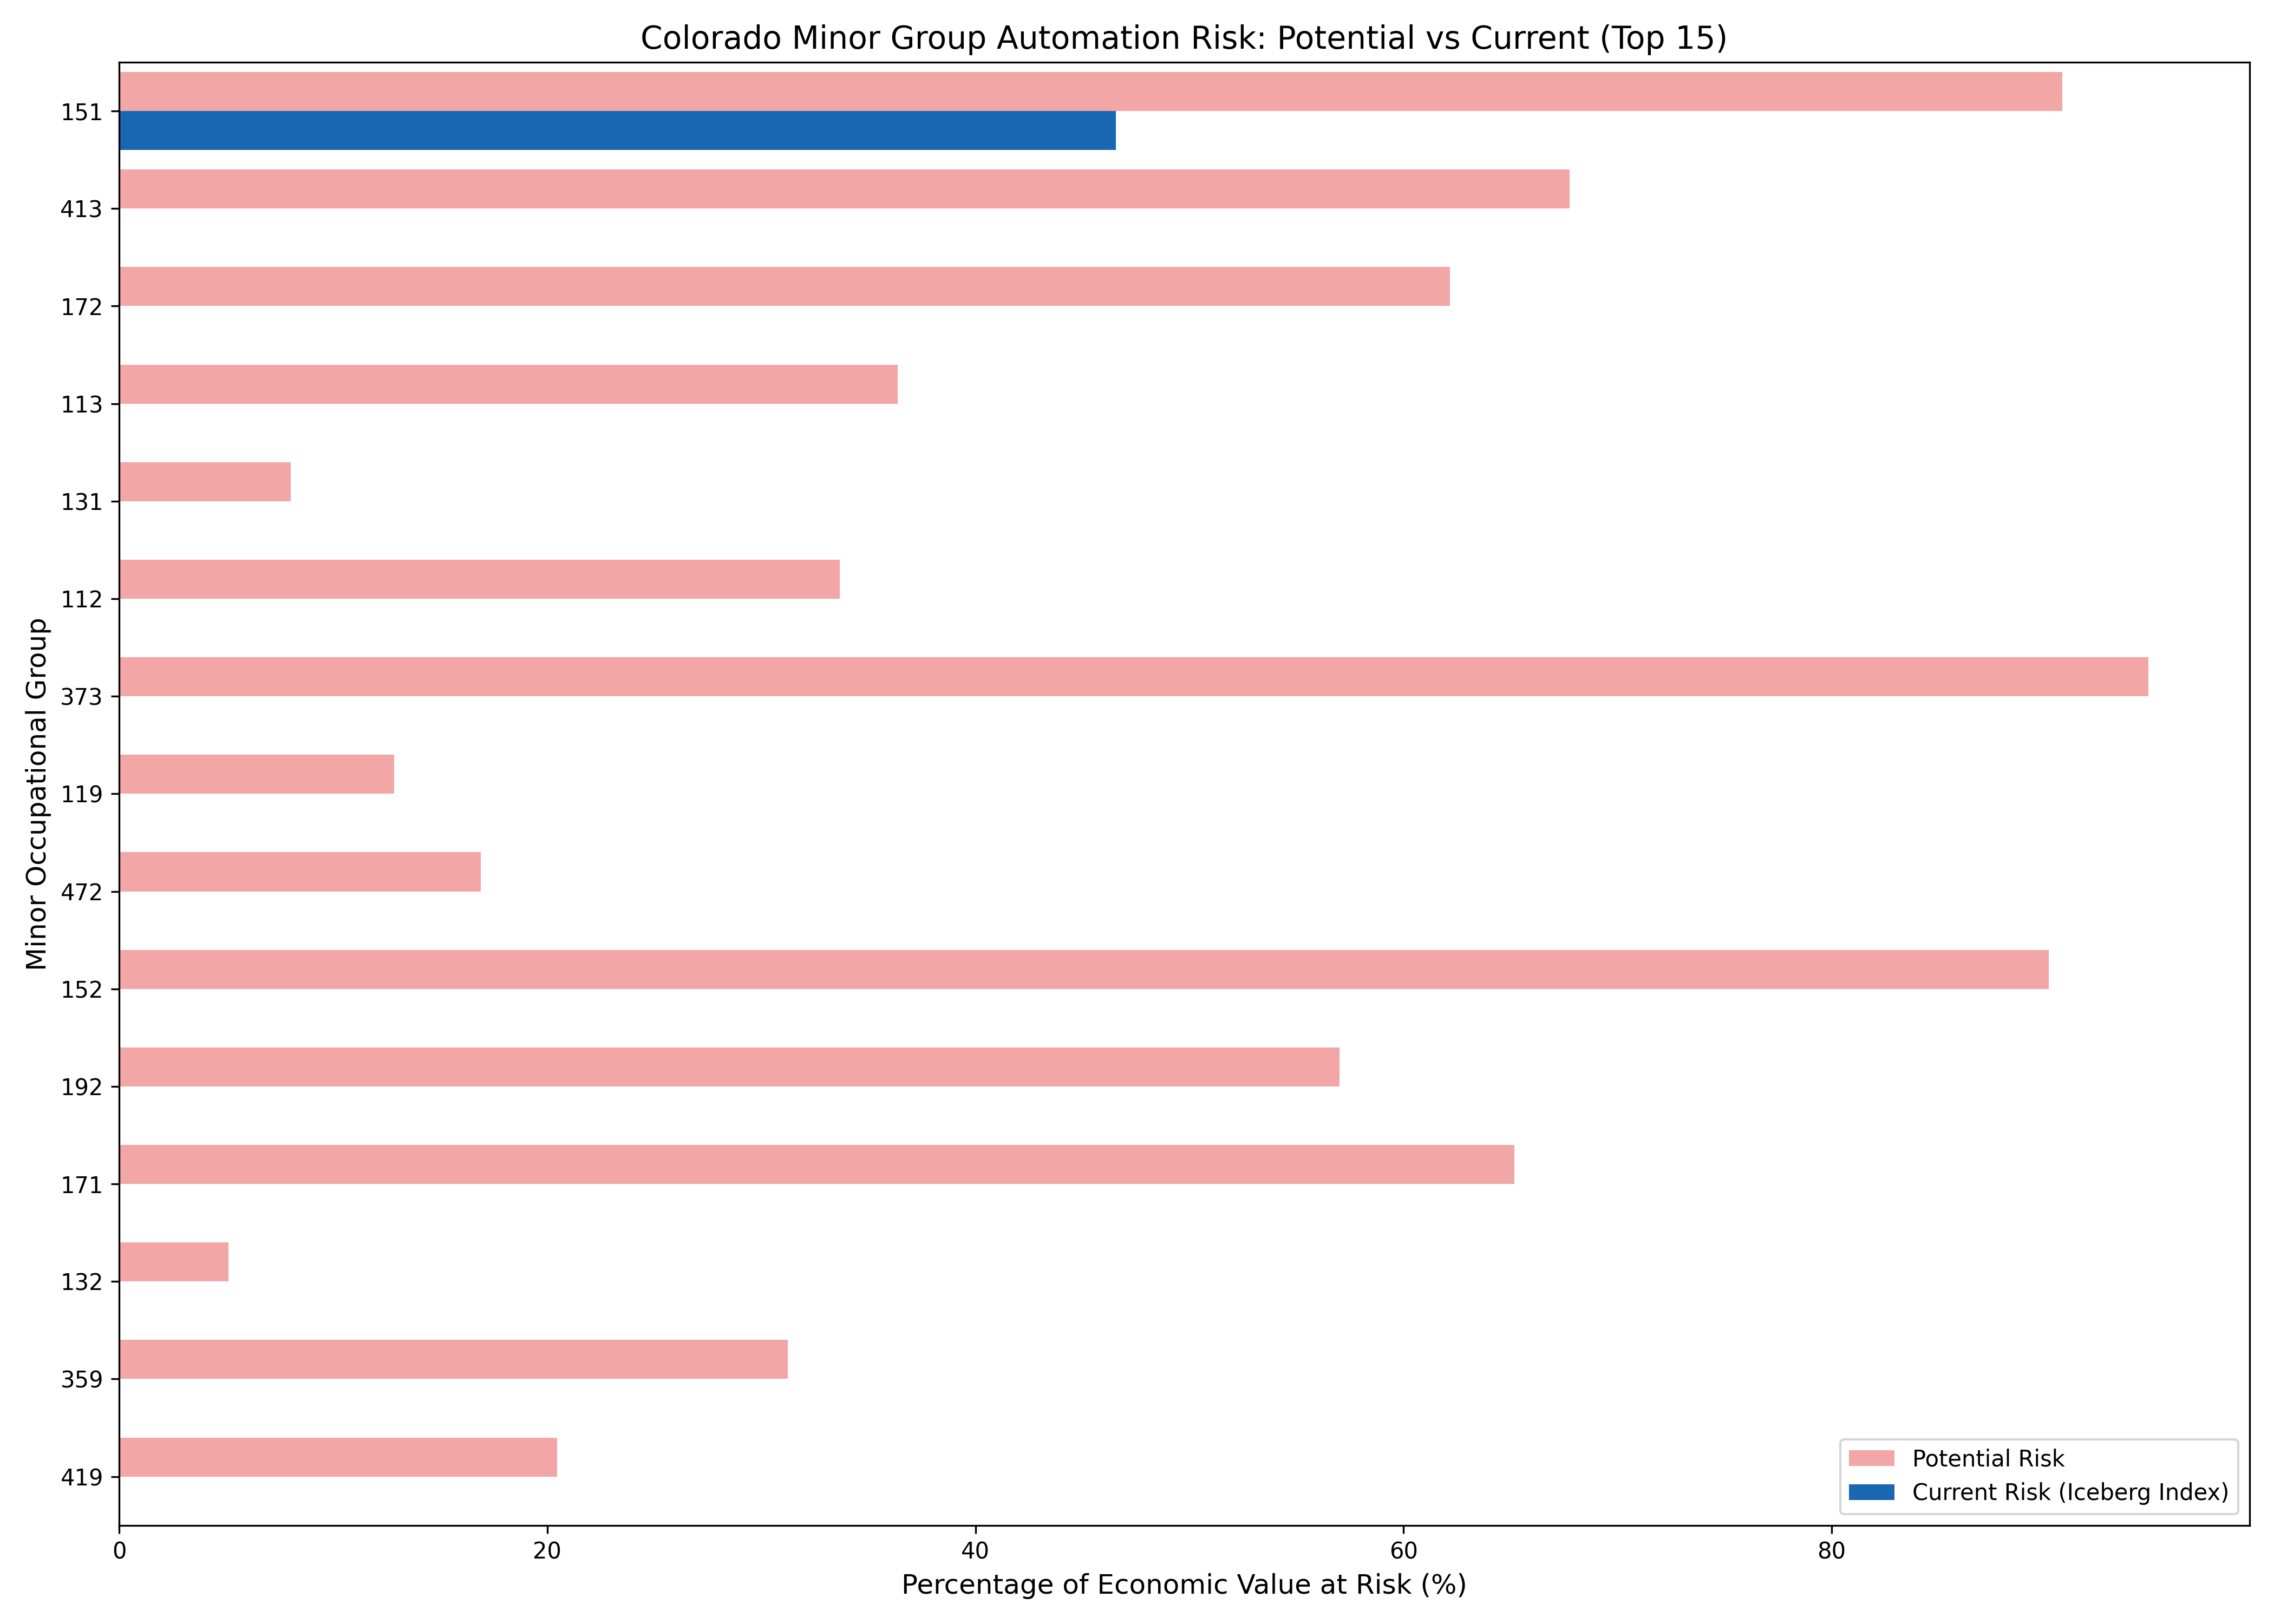 Colorado Minor Group Automation Risk: Potential vs Current (Top 15)
Minor Occupational Group
151
413
172
113
131
112
373
119
472
152
192
171
132
359
419
Potential Risk
Current Risk (Iceberg Index)
0 20 40 60 80
Percentage of Economic Value at Risk (%)